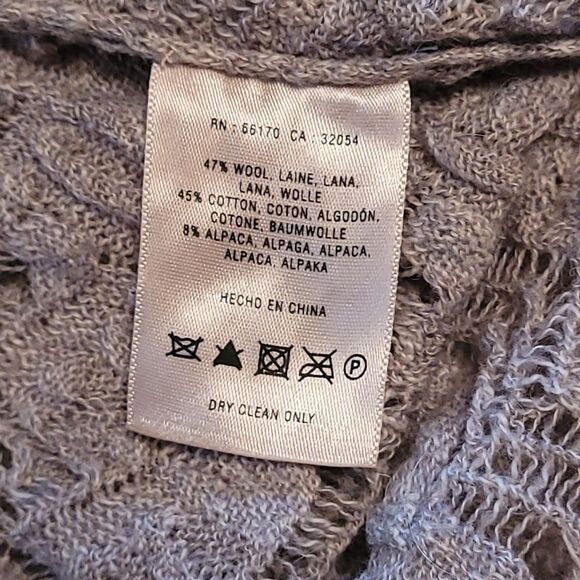 RN : 66170 CA : 32054
47% WOOL, LAINE, LANA,
LANA, WOLLE
45% COTTON, COTON, ALGODÓN,
COTONE, BAUMWOLLE
8% ALPACA, ALPAGA, ALPACA,
ALPACA, ALPAKA
HECHO EN CHINA
P
DRY CLEAN ONLY